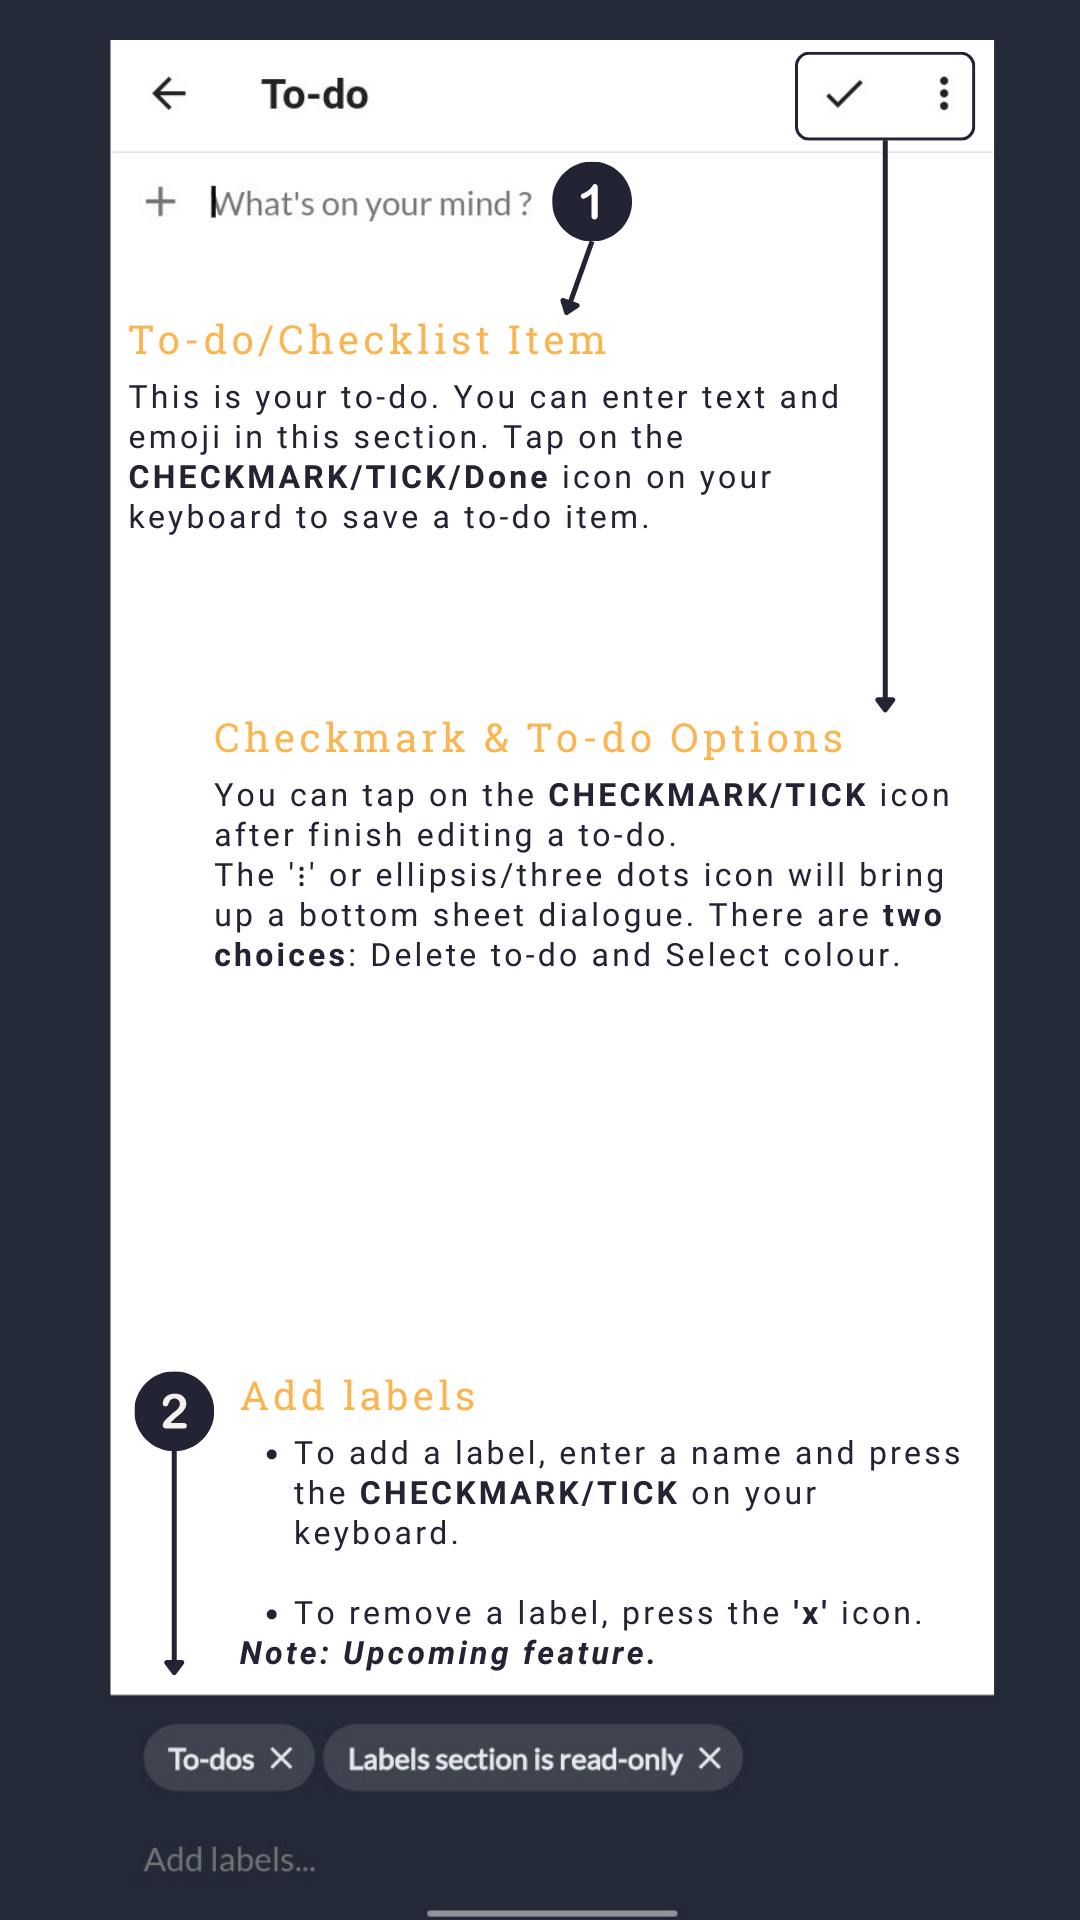 To-do
What's on your mind ?
1
To-do/Checklist Item
This is your to-do. You can enter text and
emoji in this section. Tap on the
CHECKMARK/TICK/Done icon on your
keyboard to save a to-do item.
Checkmark & To-do Options
You can tap on the CHECKMARK/TICK icon
after finish editing a to-do.
The '⋮' or ellipsis/three dots icon will bring
up a bottom sheet dialogue. There are two
choices: Delete to-do and Select colour.
2
Add labels
• To add a label, enter a name and press
the CHECKMARK/TICK on your
keyboard.
• To remove a label, press the 'x' icon.
Note: Upcoming feature.
To-dos ✕ Labels section is read-only ✕
Add labels...